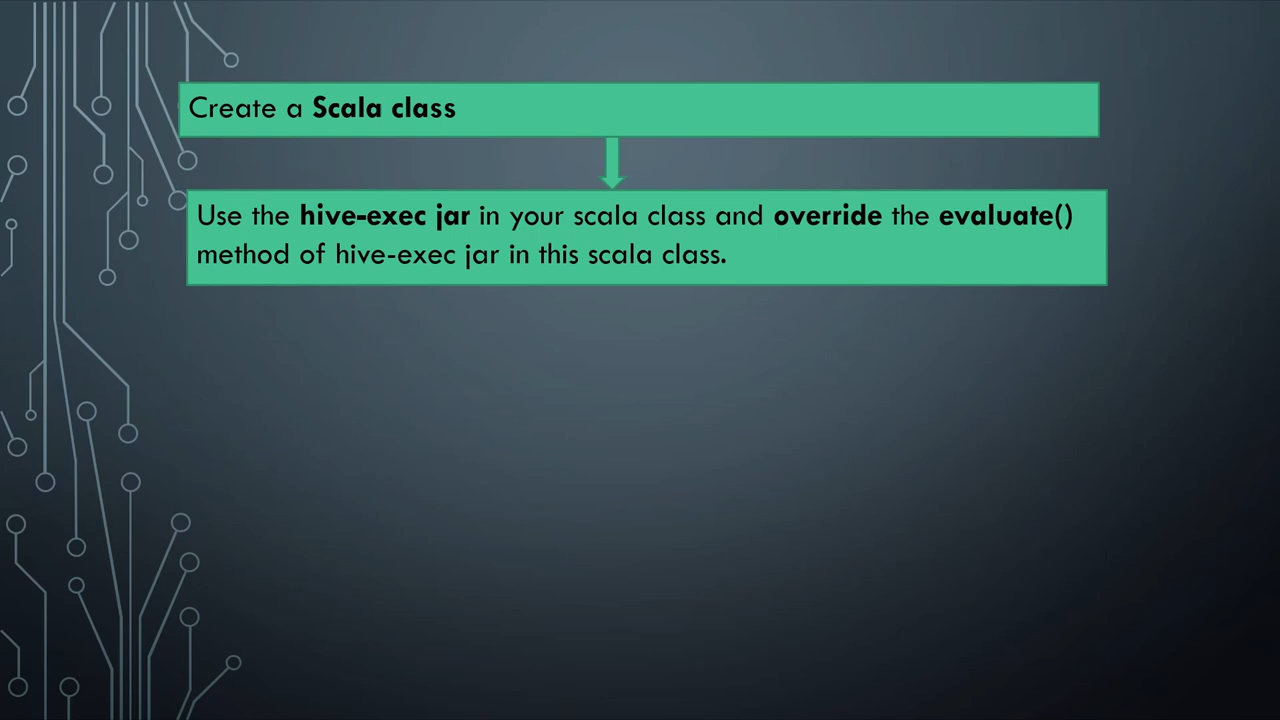 Create a Scala class
Use the hive-exec jar in your scala class and override the evaluate()
method of hive-exec jar in this scala class.